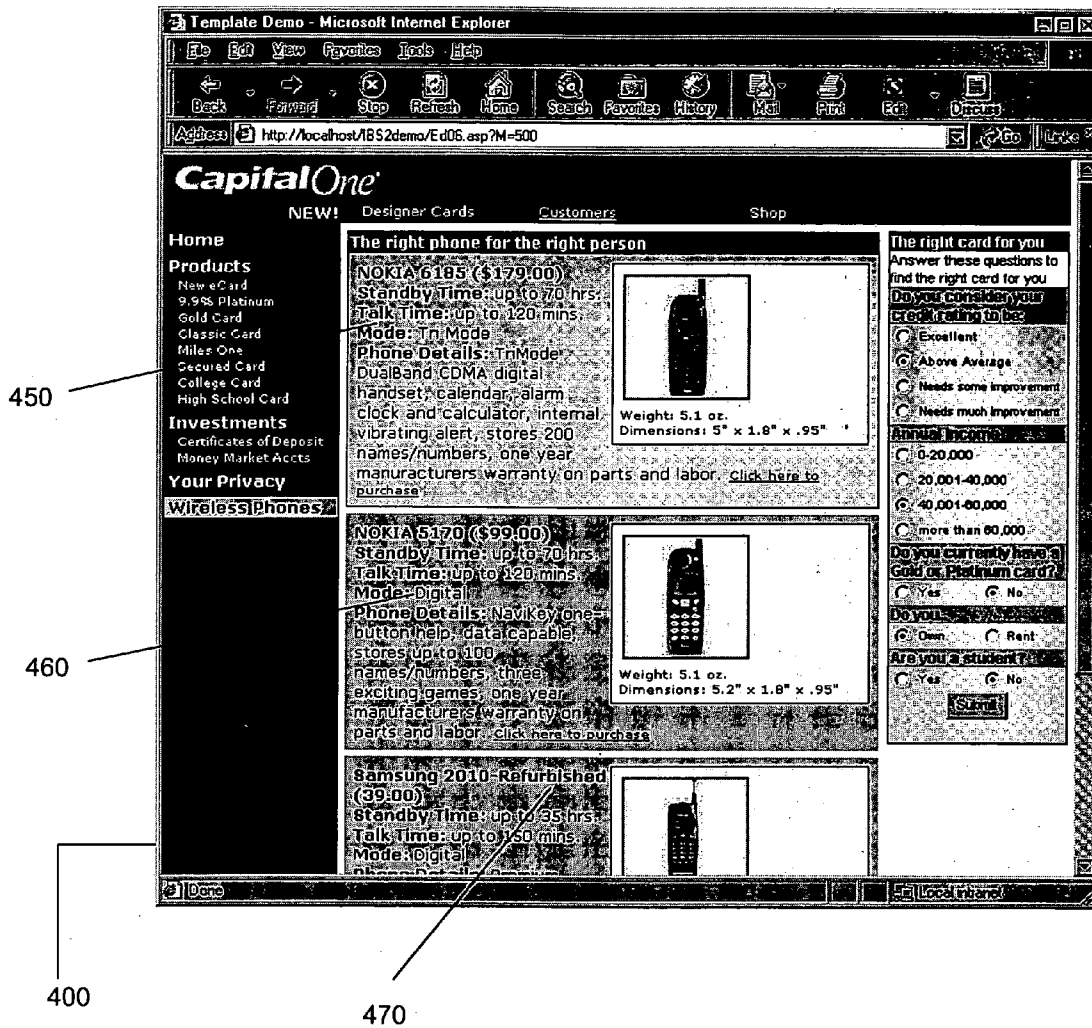 Template Demo - Microsoft Internet Explorer
File Edit View Favorites Tools Help
Back Forward Stop Refresh Home Search Favorites History Mail Print Edit Discuss
Address http://localhost/IBS2demo/Ed06.asp?M=500 Go Links
CapitalOne
NEW! Designer Cards Customers Shop
Home
Products
New eCard
9.9% Platinum
Gold Card
Classic Card
Miles One
Secured Card
College Card
High School Card
Investments
Certificates of Deposit
Money Market Accts
Your Privacy
Wireless Phones
The right phone for the right person
NOKIA 6185 ($179.00)
Standby Time: up to 70 hrs.
Talk Time: up to 120 mins.
Mode: Tri Mode
Phone Details: TriMode
DualBand CDMA digital
handset, calendar, alarm
clock and calculator, internal
vibrating alert, stores 200
names/numbers, one year
manufacturers warranty on parts and labor. Click here to
purchase
Weight: 5.1 oz.
Dimensions: 5" x 1.8" x .95"
NOKIA 5170 ($99.00)
Standby Time: up to 70 hrs
Talk Time: up to 120 mins
Mode: Digital
Phone Details: NaviKey one-
button help, data capable
stores up to 100
names/numbers, three
exciting games, one year
manufacturers warranty on
parts and labor. Click here to purchase
Weight: 5.1 oz.
Dimensions: 5.2" x 1.8" x .95"
Samsung 2010-Refurbished
(39.00)
Standby Time: up to 35 hrs
Talk Time: up to 150 mins.
Mode: Digital
The right card for you
Answer these questions to
find the right card for you
Do you consider your
credit rating to be:
Excellent
Above Average
Needs some improvement
Needs much improvement
Annual Income
0-20,000
20,001-40,000
40,001-60,000
more than 60,000
Do you currently have a
Gold or Platinum card?
Yes No
Do you
Own Rent
Are you a student?
Yes No
Submit
Done Local intranet
450
460
400
470